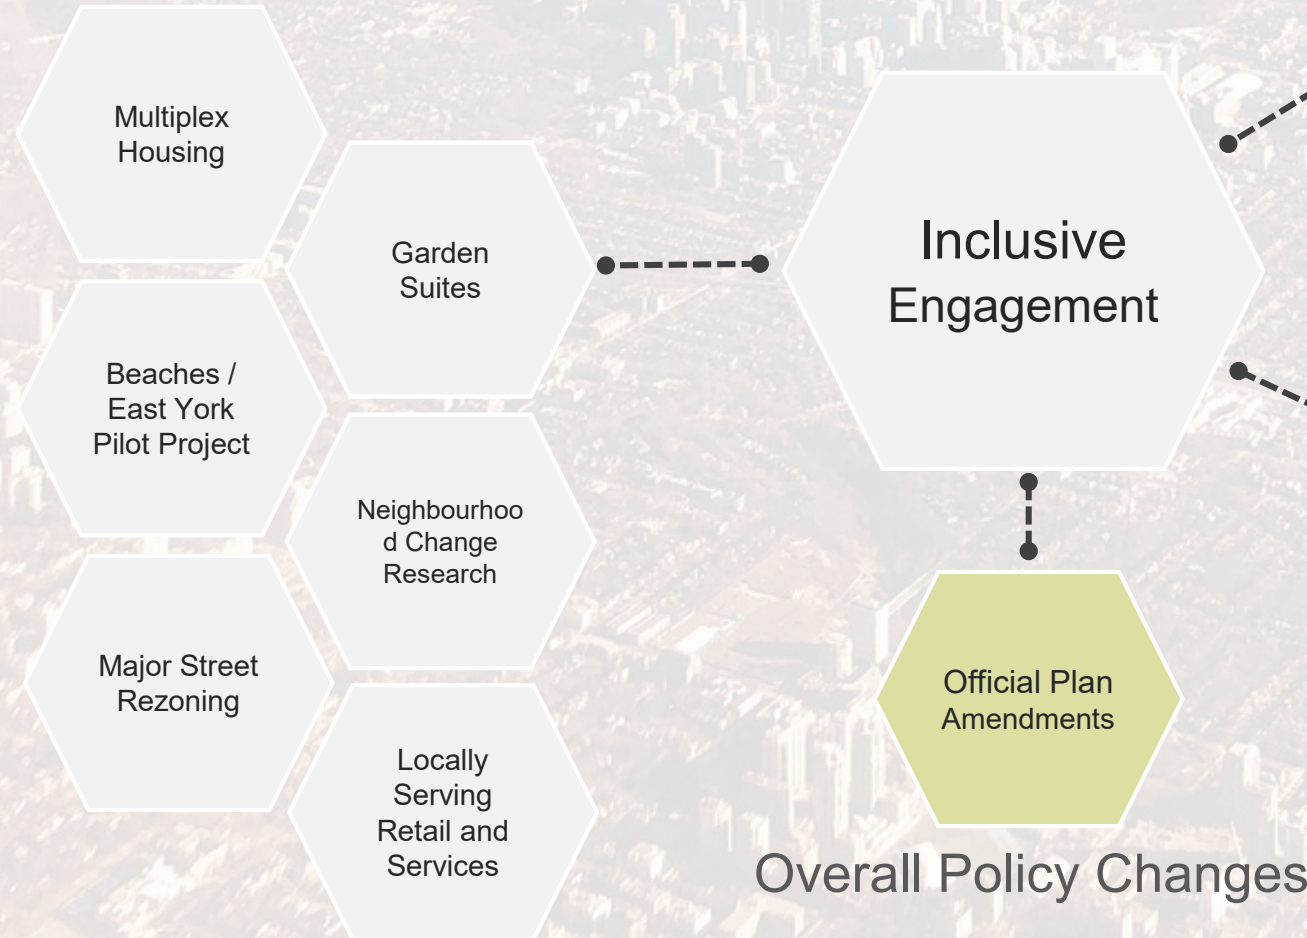 Multiplex
Housing
Garden
Suites
Beaches /
East York
Pilot Project
Neighbourhoo
d Change
Research
Major Street
Rezoning
Locally
Serving
Retail and
Services
Inclusive
Engagement
Official Plan
Amendments
Overall Policy Changes